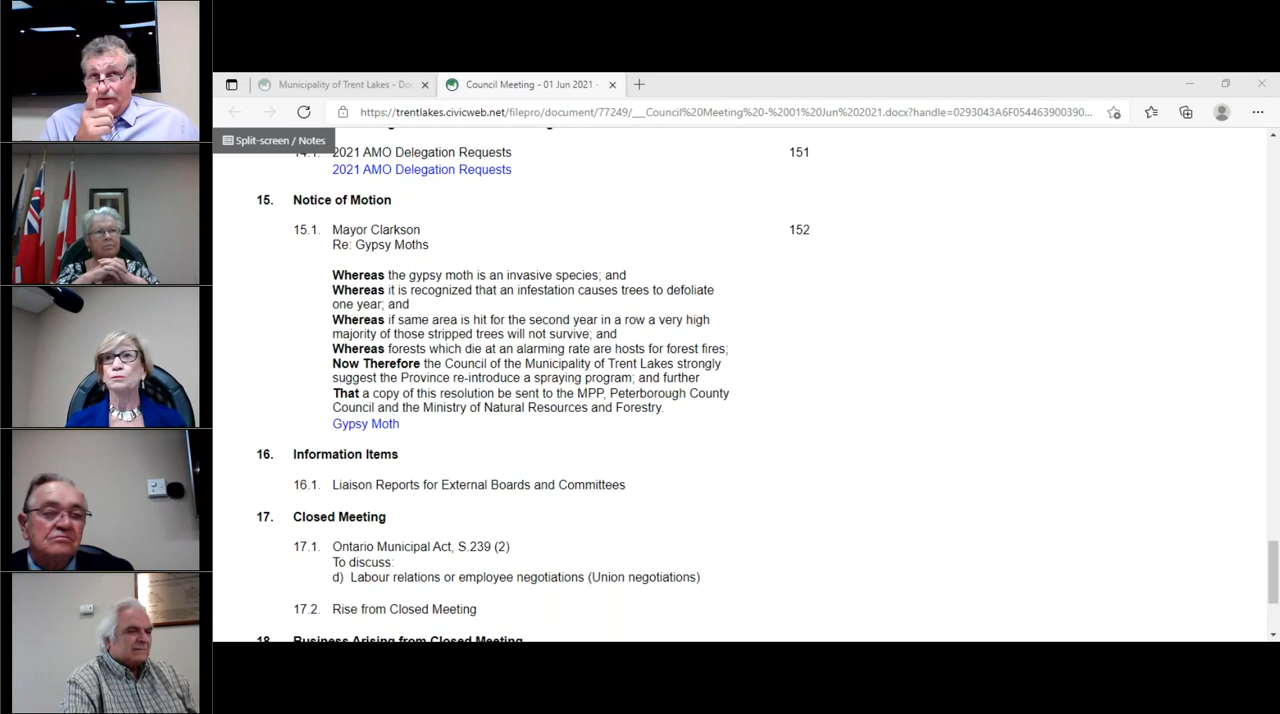 Municipality of Trent Lakes - Do
Council Meeting - 01 Jun 2021 -
https://trentlakes.civicweb.net/filepro/document/77249/__Council%20Meeting%20-%2001%20Jun%202021.docx?handle=0293043A6F054463900390...
Split-screen / Notes
14.1. 2021 AMO Delegation Requests 151
2021 AMO Delegation Requests
15. Notice of Motion
15.1. Mayor Clarkson 152
Re: Gypsy Moths
Whereas the gypsy moth is an invasive species; and
Whereas it is recognized that an infestation causes trees to defoliate
one year; and
Whereas if same area is hit for the second year in a row a very high
majority of those stripped trees will not survive; and
Whereas forests which die at an alarming rate are hosts for forest fires;
Now Therefore the Council of the Municipality of Trent Lakes strongly
suggest the Province re-introduce a spraying program; and further
That a copy of this resolution be sent to the MPP, Peterborough County
Council and the Ministry of Natural Resources and Forestry.
Gypsy Moth
16. Information Items
16.1. Liaison Reports for External Boards and Committees
17. Closed Meeting
17.1. Ontario Municipal Act, S.239 (2)
To discuss:
d) Labour relations or employee negotiations (Union negotiations)
17.2. Rise from Closed Meeting
18. Business Arising from Closed Meeting